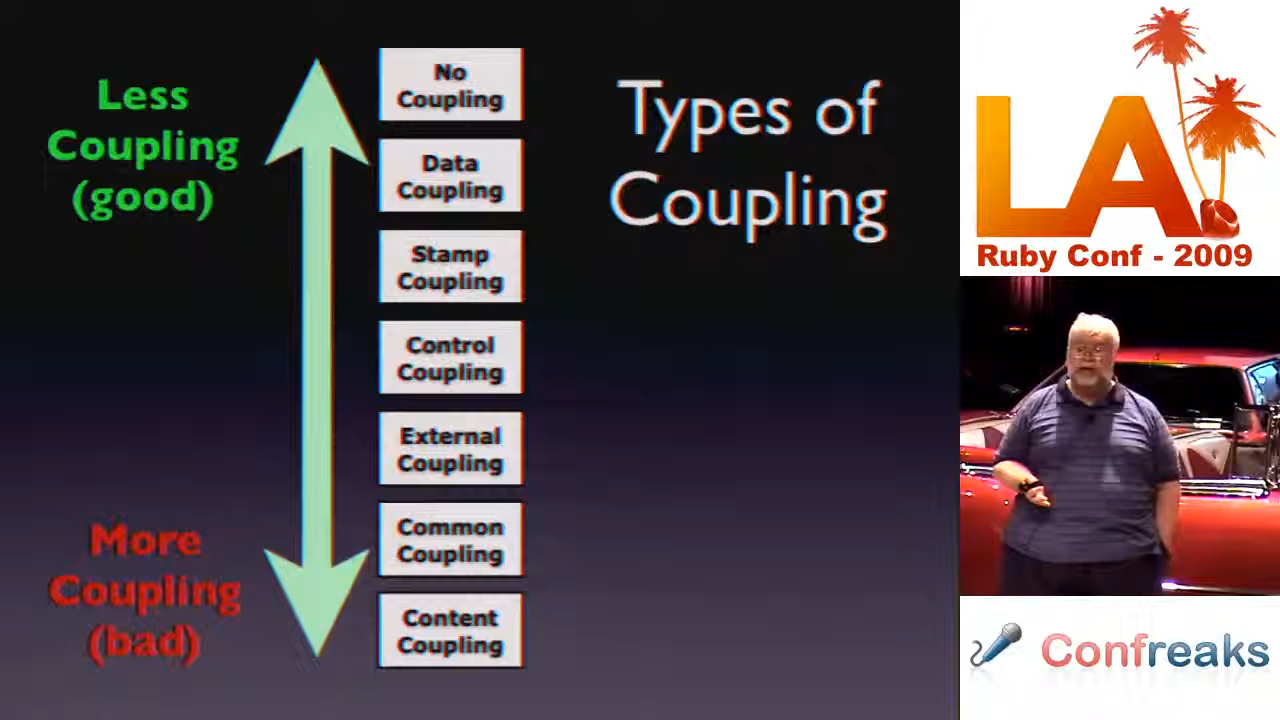 Less
Coupling
(good)
More
Coupling
(bad)
No
Coupling
Data
Coupling
Stamp
Coupling
Control
Coupling
External
Coupling
Common
Coupling
Content
Coupling
Types of
Coupling
LA
Ruby Conf - 2009
Confreaks